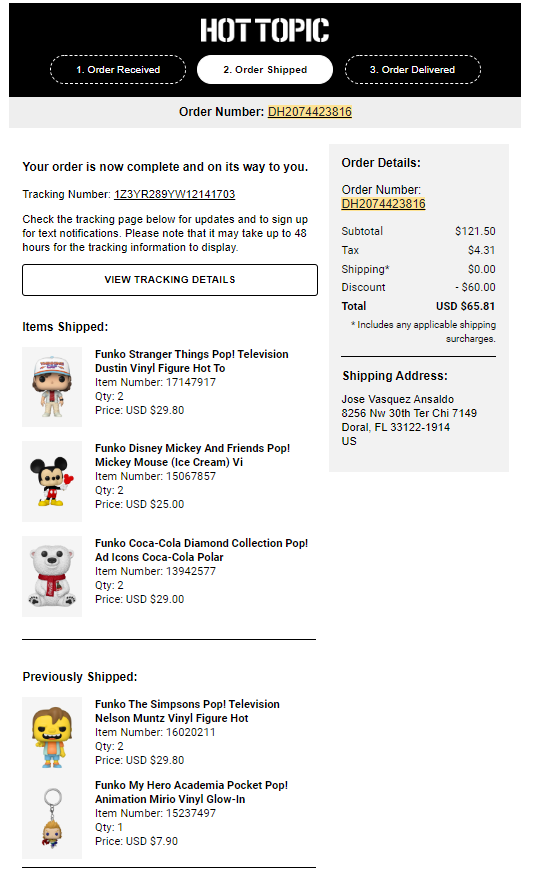 HOT TOPIC
1. Order Received
2. Order Shipped
3. Order Delivered
Order Number: DH2074423816
Your order is now complete and on its way to you.
Tracking Number: 1Z3YR289YW12141703
Check the tracking page below for updates and to sign up
for text notifications. Please note that it may take up to 48
hours for the tracking information to display.
VIEW TRACKING DETAILS
Items Shipped:
Funko Stranger Things Pop! Television
Dustin Vinyl Figure Hot To
Item Number: 17147917
Qty: 2
Price: USD $29.80
Funko Disney Mickey And Friends Pop!
Mickey Mouse (Ice Cream) Vi
Item Number: 15067857
Qty: 2
Price: USD $25.00
Funko Coca-Cola Diamond Collection Pop!
Ad Icons Coca-Cola Polar
Item Number: 13942577
Qty: 2
Price: USD $29.00
Previously Shipped:
Funko The Simpsons Pop! Television
Nelson Muntz Vinyl Figure Hot
Item Number: 16020211
Qty: 2
Price: USD $29.80
Funko My Hero Academia Pocket Pop!
Animation Mirio Vinyl Glow-In
Item Number: 15237497
Qty: 1
Price: USD $7.90
Order Details:
Order Number:
DH2074423816
Subtotal $121.50
Tax $4.31
Shipping* $0.00
Discount - $60.00
Total USD $65.81
* Includes any applicable shipping
surcharges.
Shipping Address:
Jose Vasquez Ansaldo
8256 Nw 30th Ter Chi 7149
Doral, FL 33122-1914
US